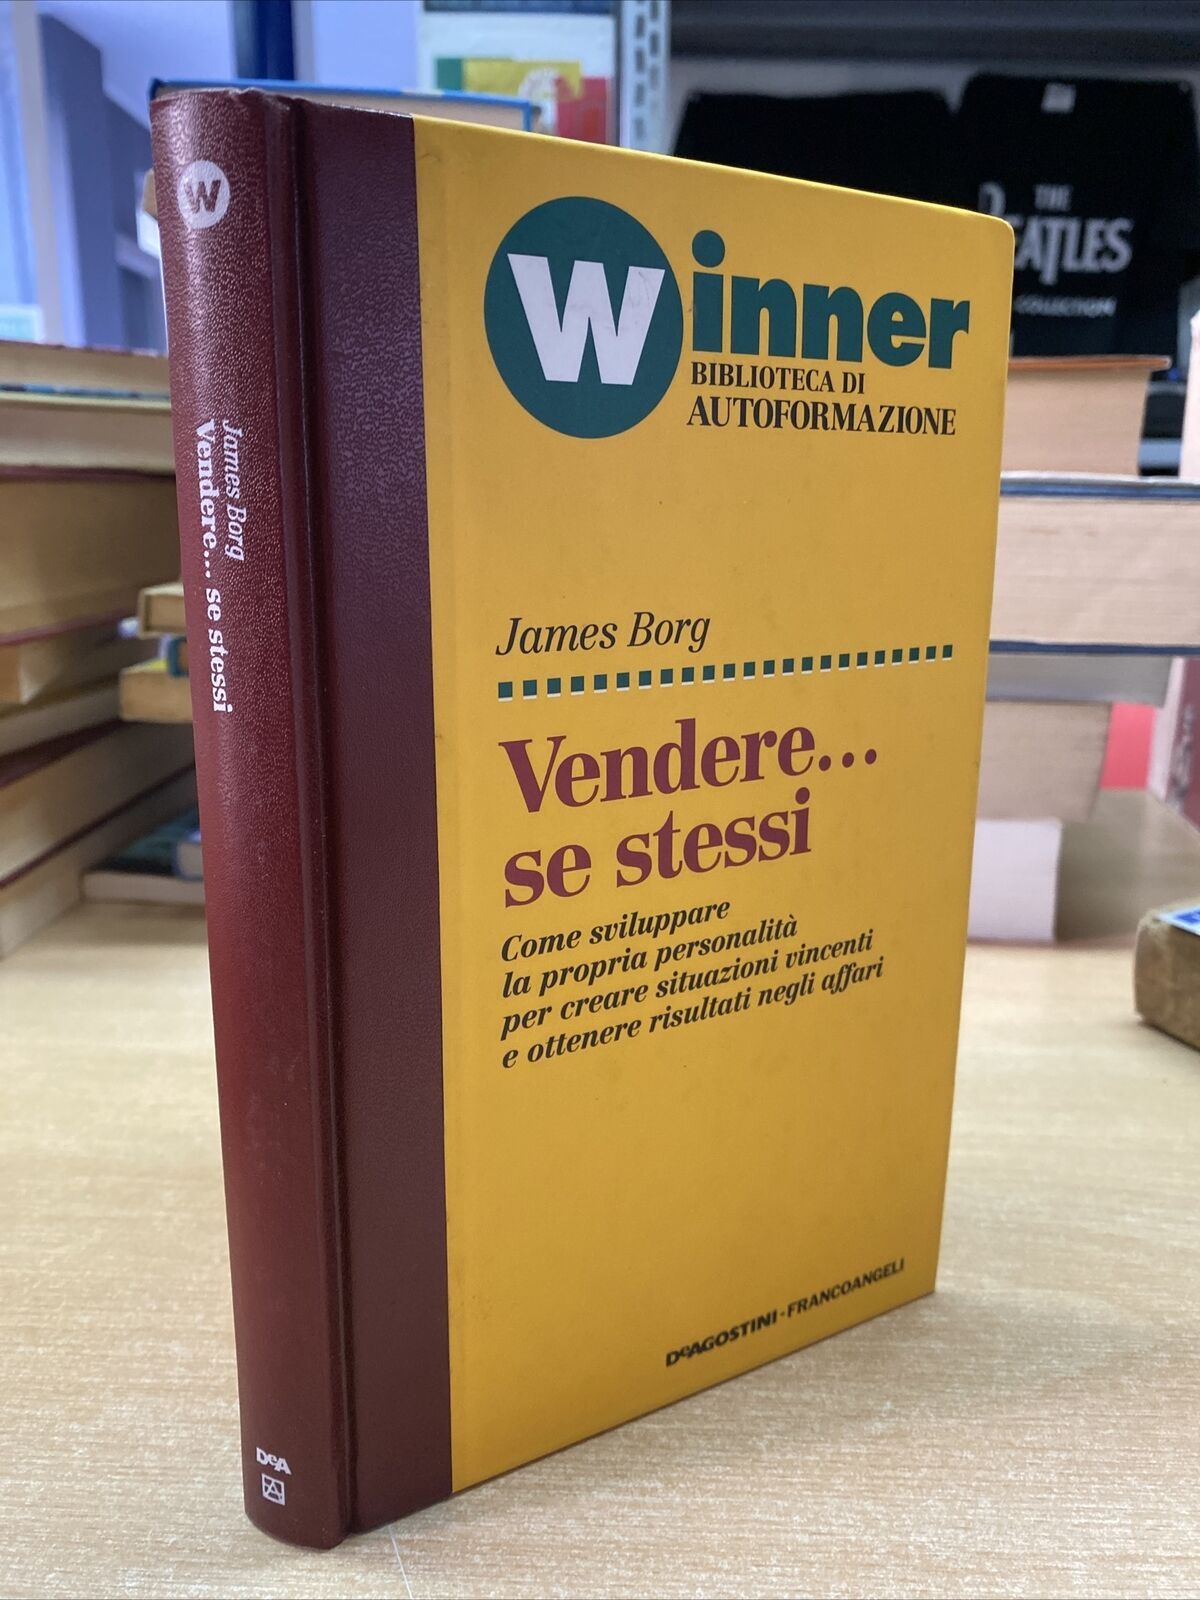 W
James Borg
Vendere... se stessi
DeA
Winner
BIBLIOTECA DI
AUTOFORMAZIONE
James Borg
Vendere...
se stessi
Come sviluppare
la propria personalità
per creare situazioni vincenti
e ottenere risultati negli affari
DeAGOSTINI-FRANCOANGELI
THE
BEATLES
COLLECTION